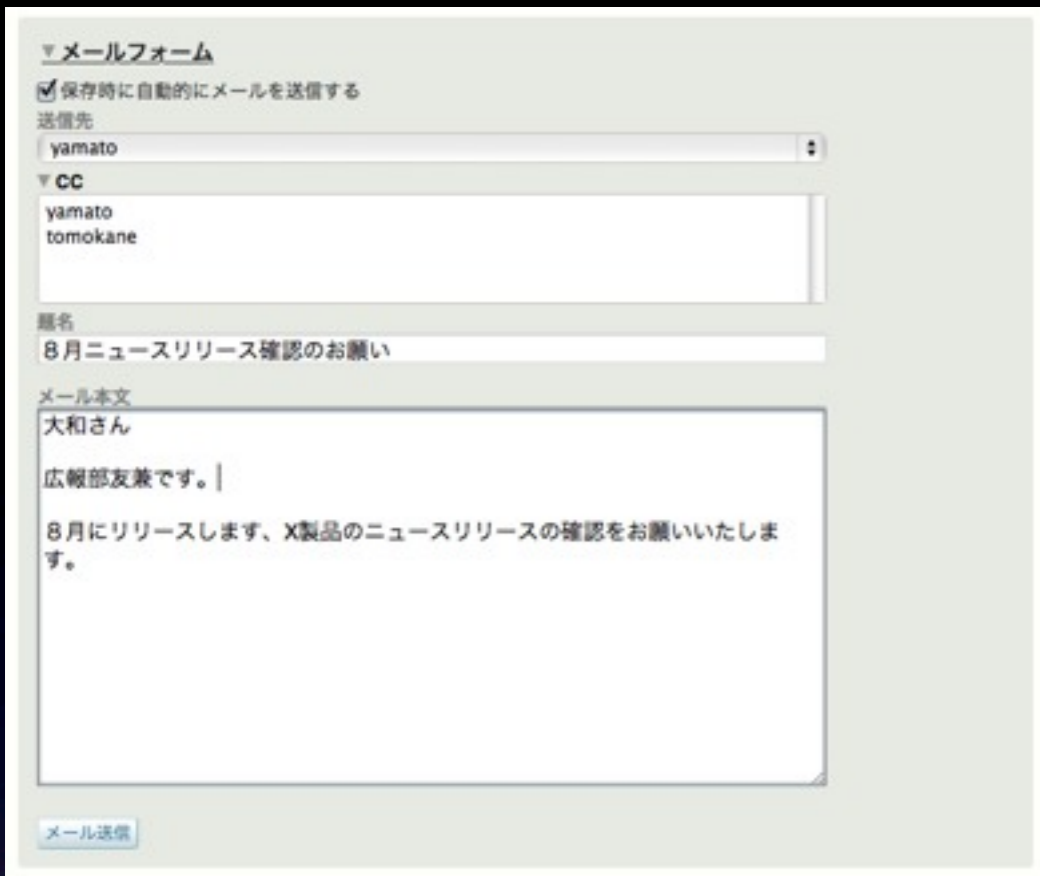 ▼メールフォーム
保存時に自動的にメールを送信する
送信先
yamato
▼CC
yamato
tomokane
題名
8月ニュースリリース確認のお願い
メール本文
大和さん
広報部友兼です。
8月にリリースします、X製品のニュースリリースの確認をお願いいたしま
す。
メール送信